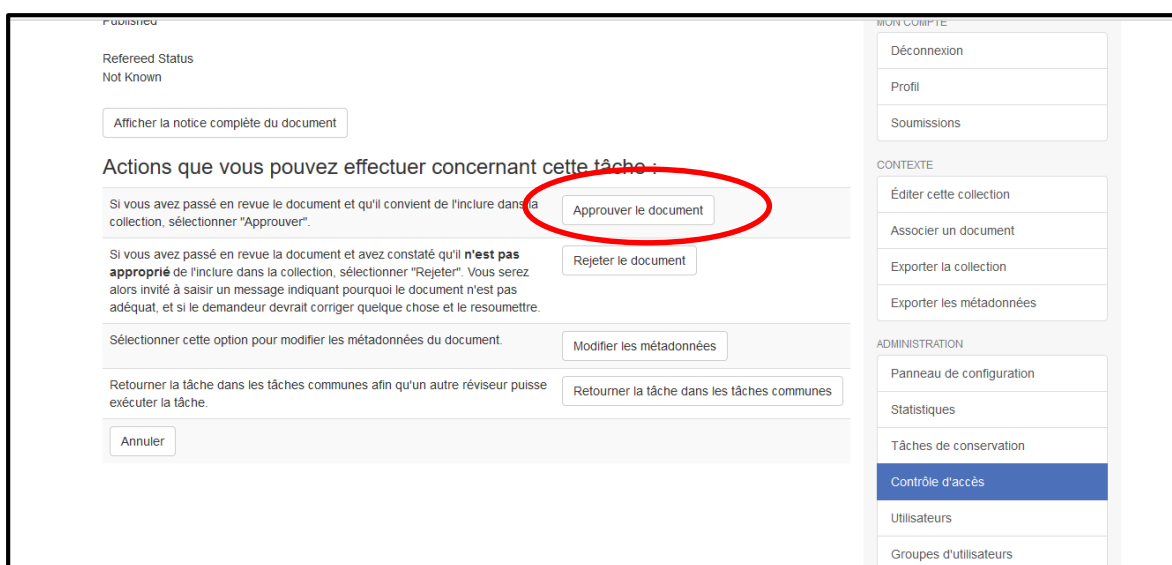 Published
Refereed Status
Not Known
Afficher la notice complète du document
Actions que vous pouvez effectuer concernant cette tâche :
Si vous avez passé en revue le document et qu'il convient de l'inclure dans la
collection, sélectionner "Approuver".
Approuver le document
Si vous avez passé en revue le document et avez constaté qu'il n'est pas
approprié de l'inclure dans la collection, sélectionner "Rejeter". Vous serez
alors invité à saisir un message indiquant pourquoi le document n'est pas
adéquat, et si le demandeur devrait corriger quelque chose et le resoumettre.
Rejeter le document
Sélectionner cette option pour modifier les métadonnées du document.
Modifier les métadonnées
Retourner la tâche dans les tâches communes afin qu'un autre réviseur puisse
exécuter la tâche.
Retourner la tâche dans les tâches communes
Annuler
MON COMPTE
Déconnexion
Profil
Soumissions
CONTEXTE
Éditer cette collection
Associer un document
Exporter la collection
Exporter les métadonnées
ADMINISTRATION
Panneau de configuration
Statistiques
Tâches de conservation
Contrôle d'accès
Utilisateurs
Groupes d'utilisateurs